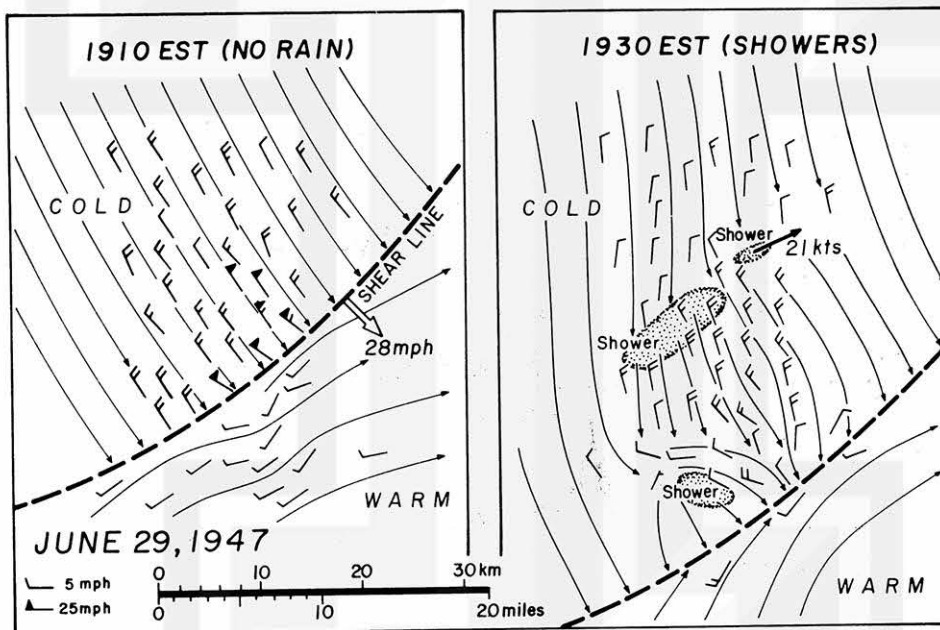 1910 EST (NO RAIN)
COLD
SHEAR LINE
28mph
WARM
JUNE 29, 1947
5 mph
25mph
0 10 20 30 km
0 10 20 miles
1930 EST (SHOWERS)
COLD
Shower
21 kts
Shower
Shower
WARM